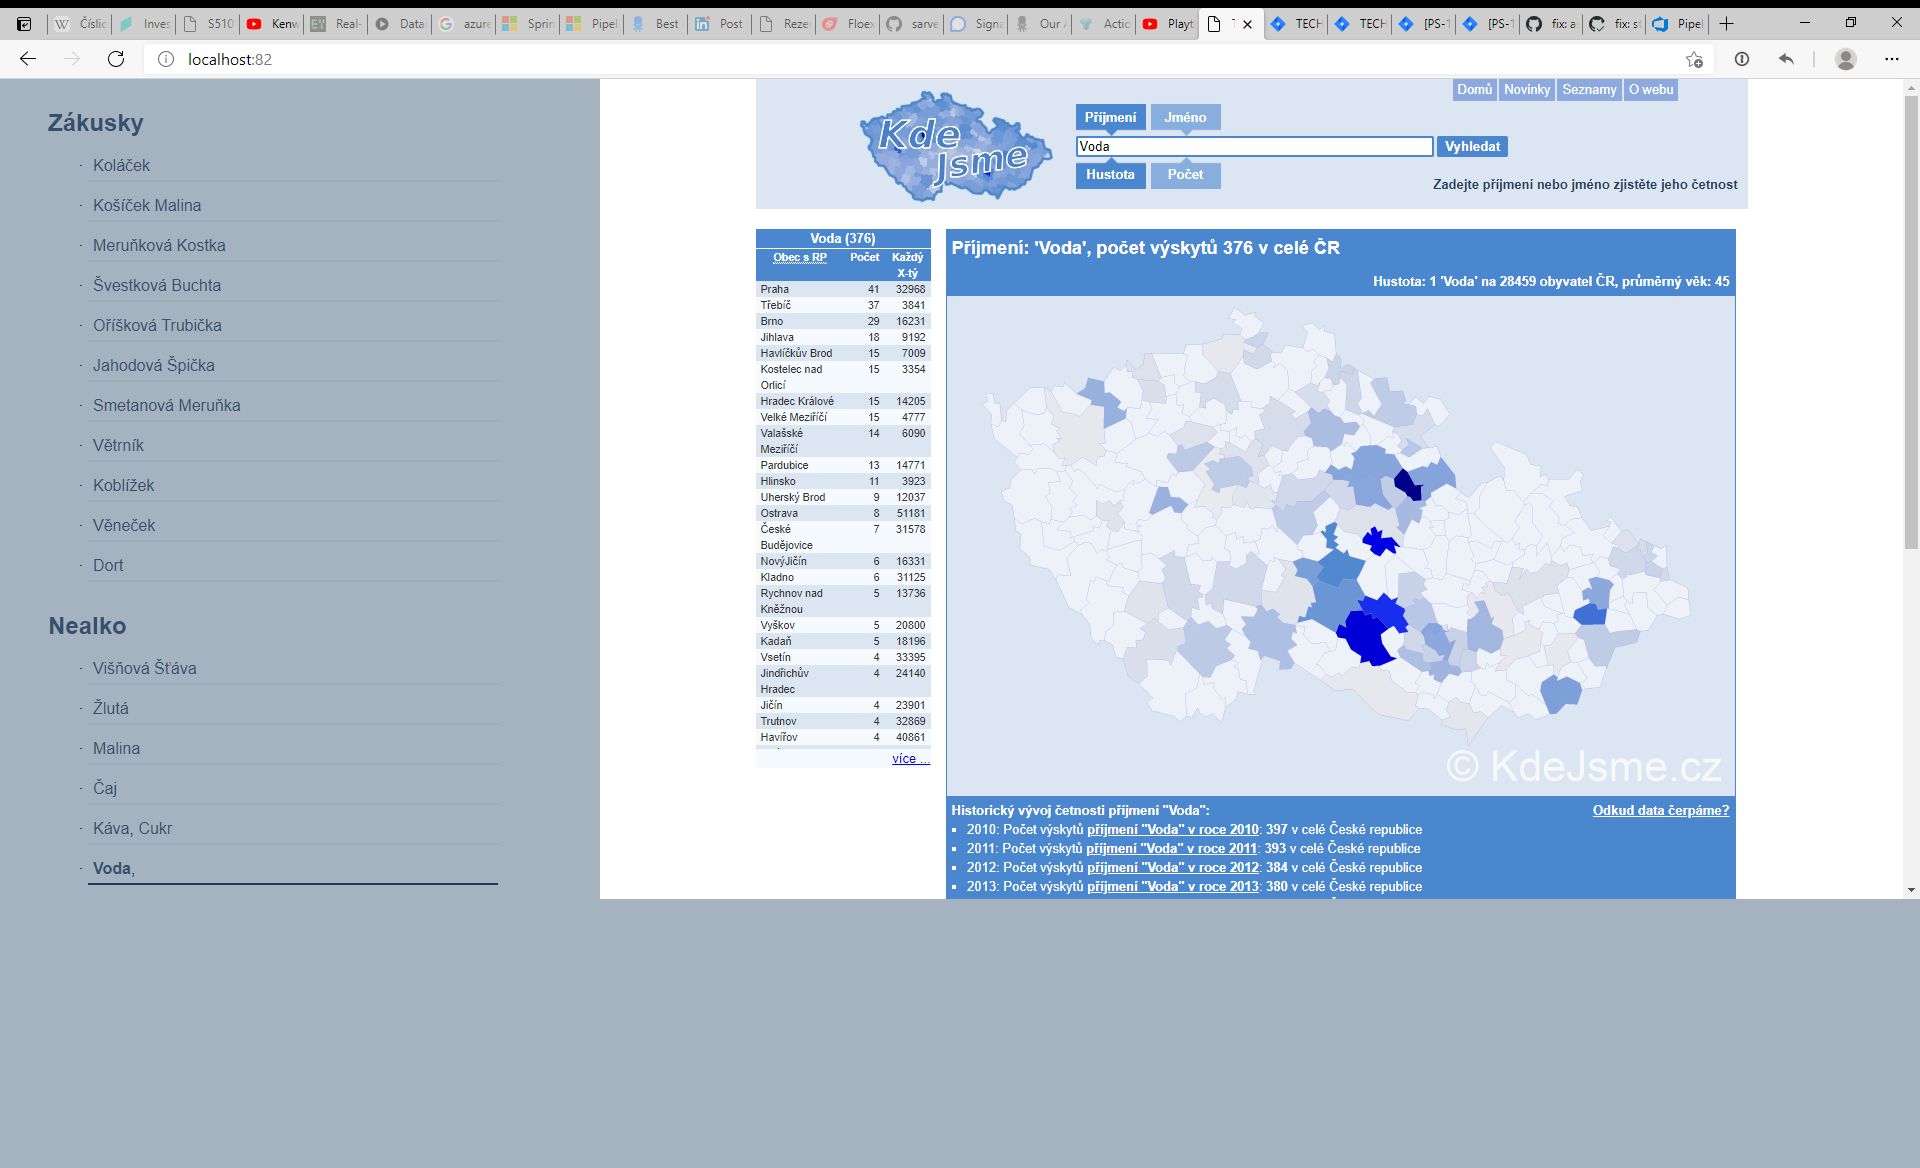 Číslic
Inves
S510
Kenw
Real-
Data
azure
Sprin
Pipel
Best
Post
Reze
Floe
sarve
Signa
Our A
Actio
Playt
TECH
TECH
[PS-1
[PS-1
fix: a
fix: s
Pipel
localhost:82
Zákusky
· Koláček
· Košíček Malina
· Meruňková Kostka
· Švestková Buchta
· Oříšková Trubička
· Jahodová Špička
· Smetanová Meruňka
· Větrník
· Koblížek
· Věneček
· Dort
Nealko
· Višňová Šťáva
· Žlutá
· Malina
· Čaj
· Káva, Cukr
· Voda,
Kde
Jsme
Domů Novinky Seznamy O webu
Příjmení Jméno
Voda Vyhledat
Hustota Počet
Zadejte příjmení nebo jméno zjistěte jeho četnost
Voda (376)
Obec s RP Počet Každý
X-tý
Praha 41 32968
Třebíč 37 3841
Brno 29 16231
Jihlava 18 9192
Havlíčkův Brod 15 7009
Kostelec nad 15 3354
Orlicí
Hradec Králové 15 14205
Velké Meziříčí 15 4777
Valašské 14 6090
Meziříčí
Pardubice 13 14771
Hlinsko 11 3923
Uherský Brod 9 12037
Ostrava 8 51181
České 7 31578
Budějovice
NovýJičín 6 16331
Kladno 6 31125
Rychnov nad 5 13736
Kněžnou
Vyškov 5 20800
Kadaň 5 18196
Vsetín 4 33395
Jindřichův 4 24140
Hradec
Jičín 4 23901
Trutnov 4 32869
Havířov 4 40861
více ...
Příjmení: 'Voda', počet výskytů 376 v celé ČR
Hustota: 1 'Voda' na 28459 obyvatel ČR, průměrný věk: 45
© KdeJsme.cz
Historický vývoj četnosti příjmení "Voda": Odkud data čerpáme?
2010: Počet výskytů příjmení "Voda" v roce 2010: 397 v celé České republice
2011: Počet výskytů příjmení "Voda" v roce 2011: 393 v celé České republice
2012: Počet výskytů příjmení "Voda" v roce 2012: 384 v celé České republice
2013: Počet výskytů příjmení "Voda" v roce 2013: 380 v celé České republice